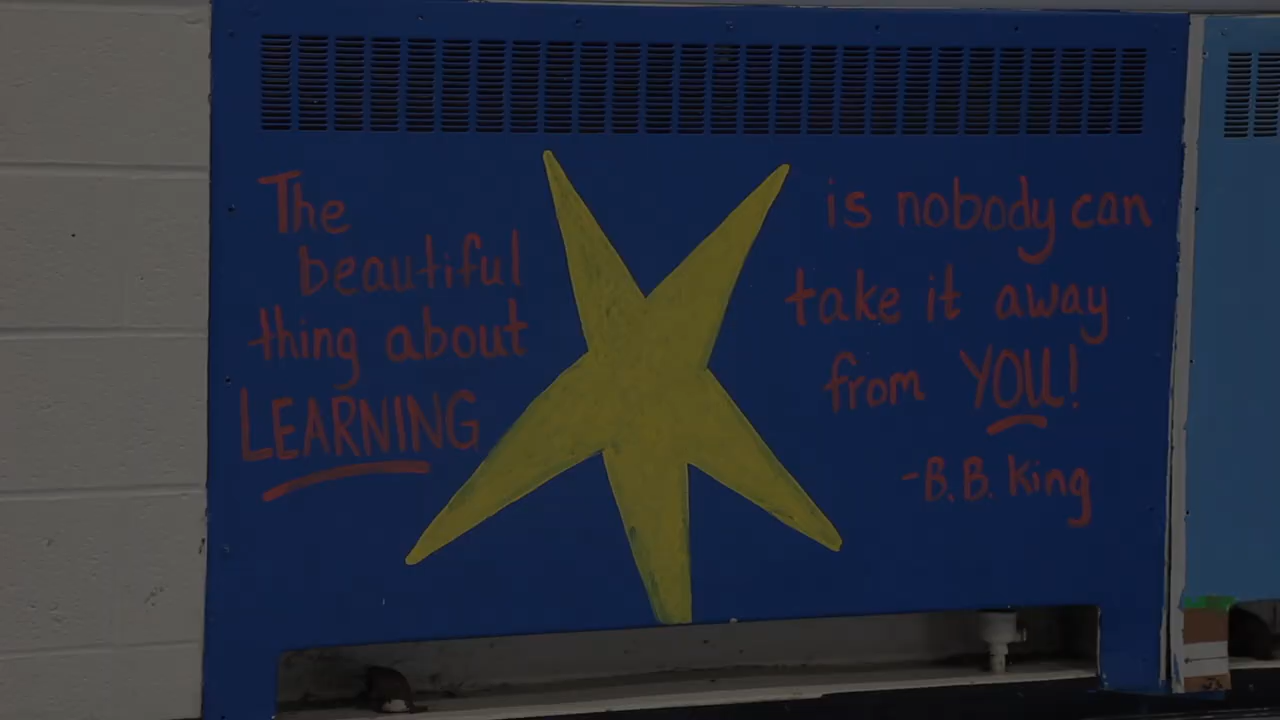 The
beautiful
thing about
LEARNING
is nobody can
take it away
from YOU!
-B.B. King